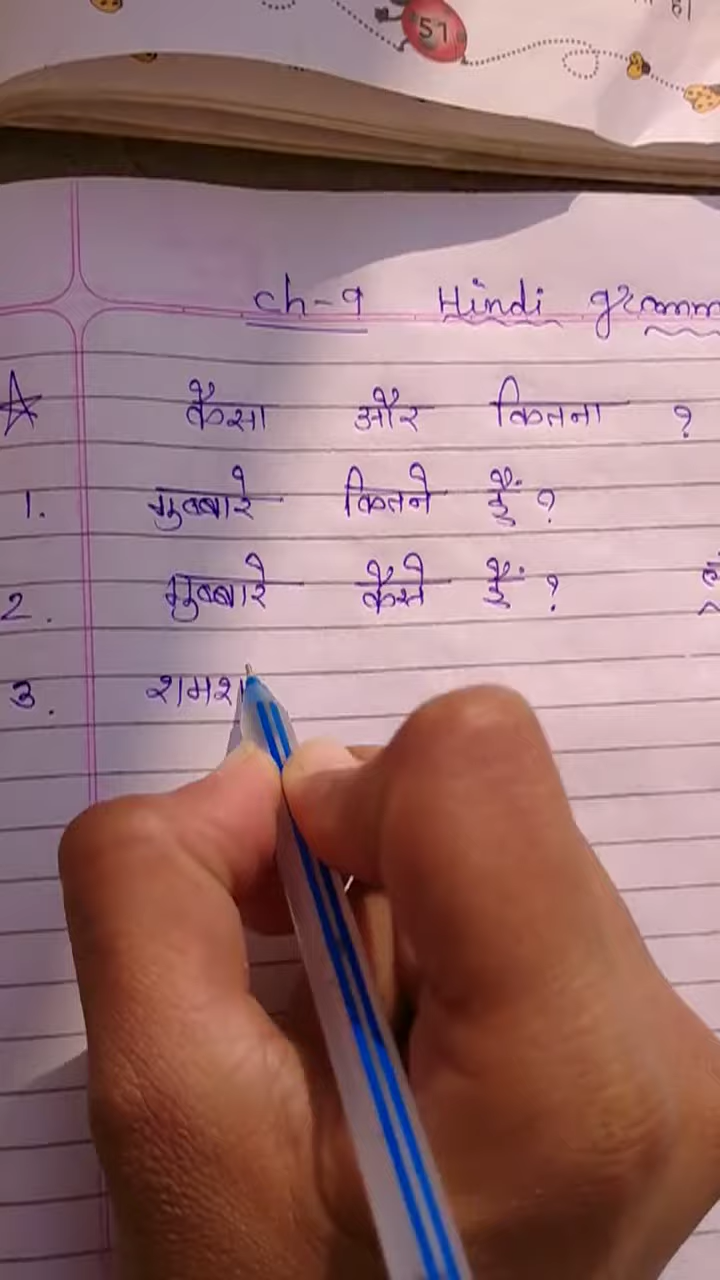 51
है।
ch-9 Hindi gramm
कैसा और कितना ?
1. गुब्बारे कितने हैं ?
2. गुब्बारे कैसे हैं ?
3. शमश